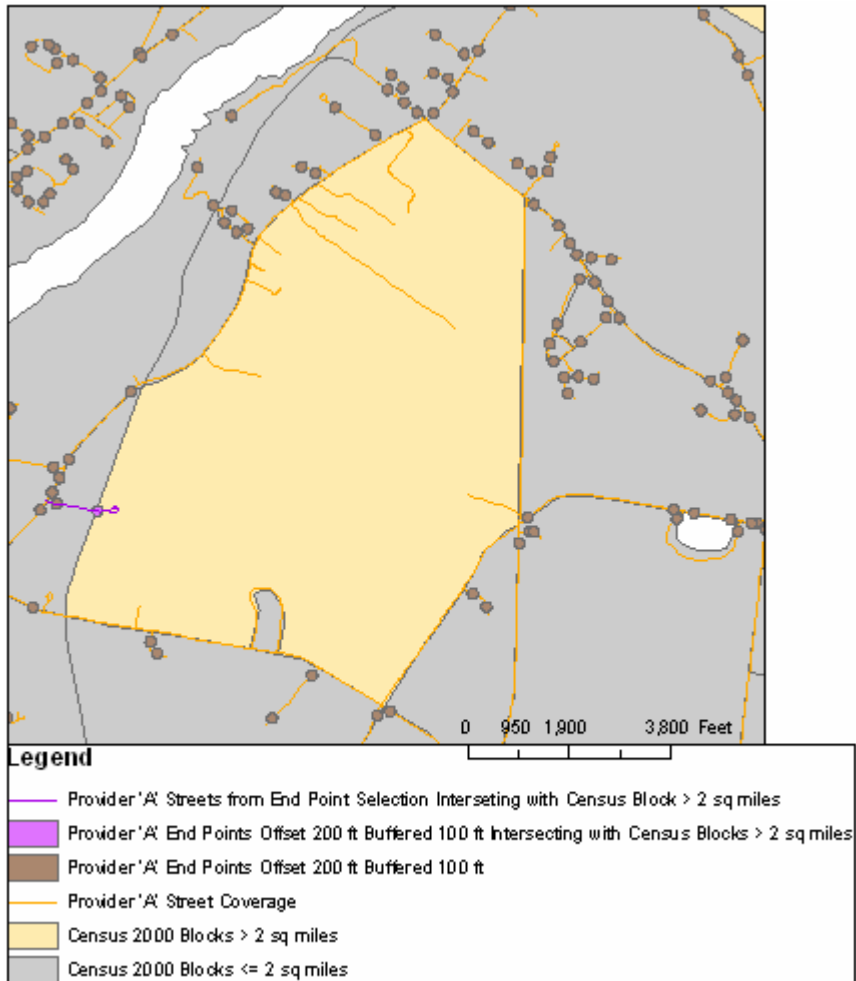 0 950 1,900 3,800 Feet
Legend
Provider 'A' Streets from End Point Selection Interseting with Census Block > 2 sq miles
Provider 'A' End Points Offset 200 ft Buffered 100 ft Intersecting with Census Blocks > 2 sq miles
Provider 'A' End Points Offset 200 ft Buffered 100 ft
Provider 'A' Street Coverage
Census 2000 Blocks > 2 sq miles
Census 2000 Blocks <= 2 sq miles